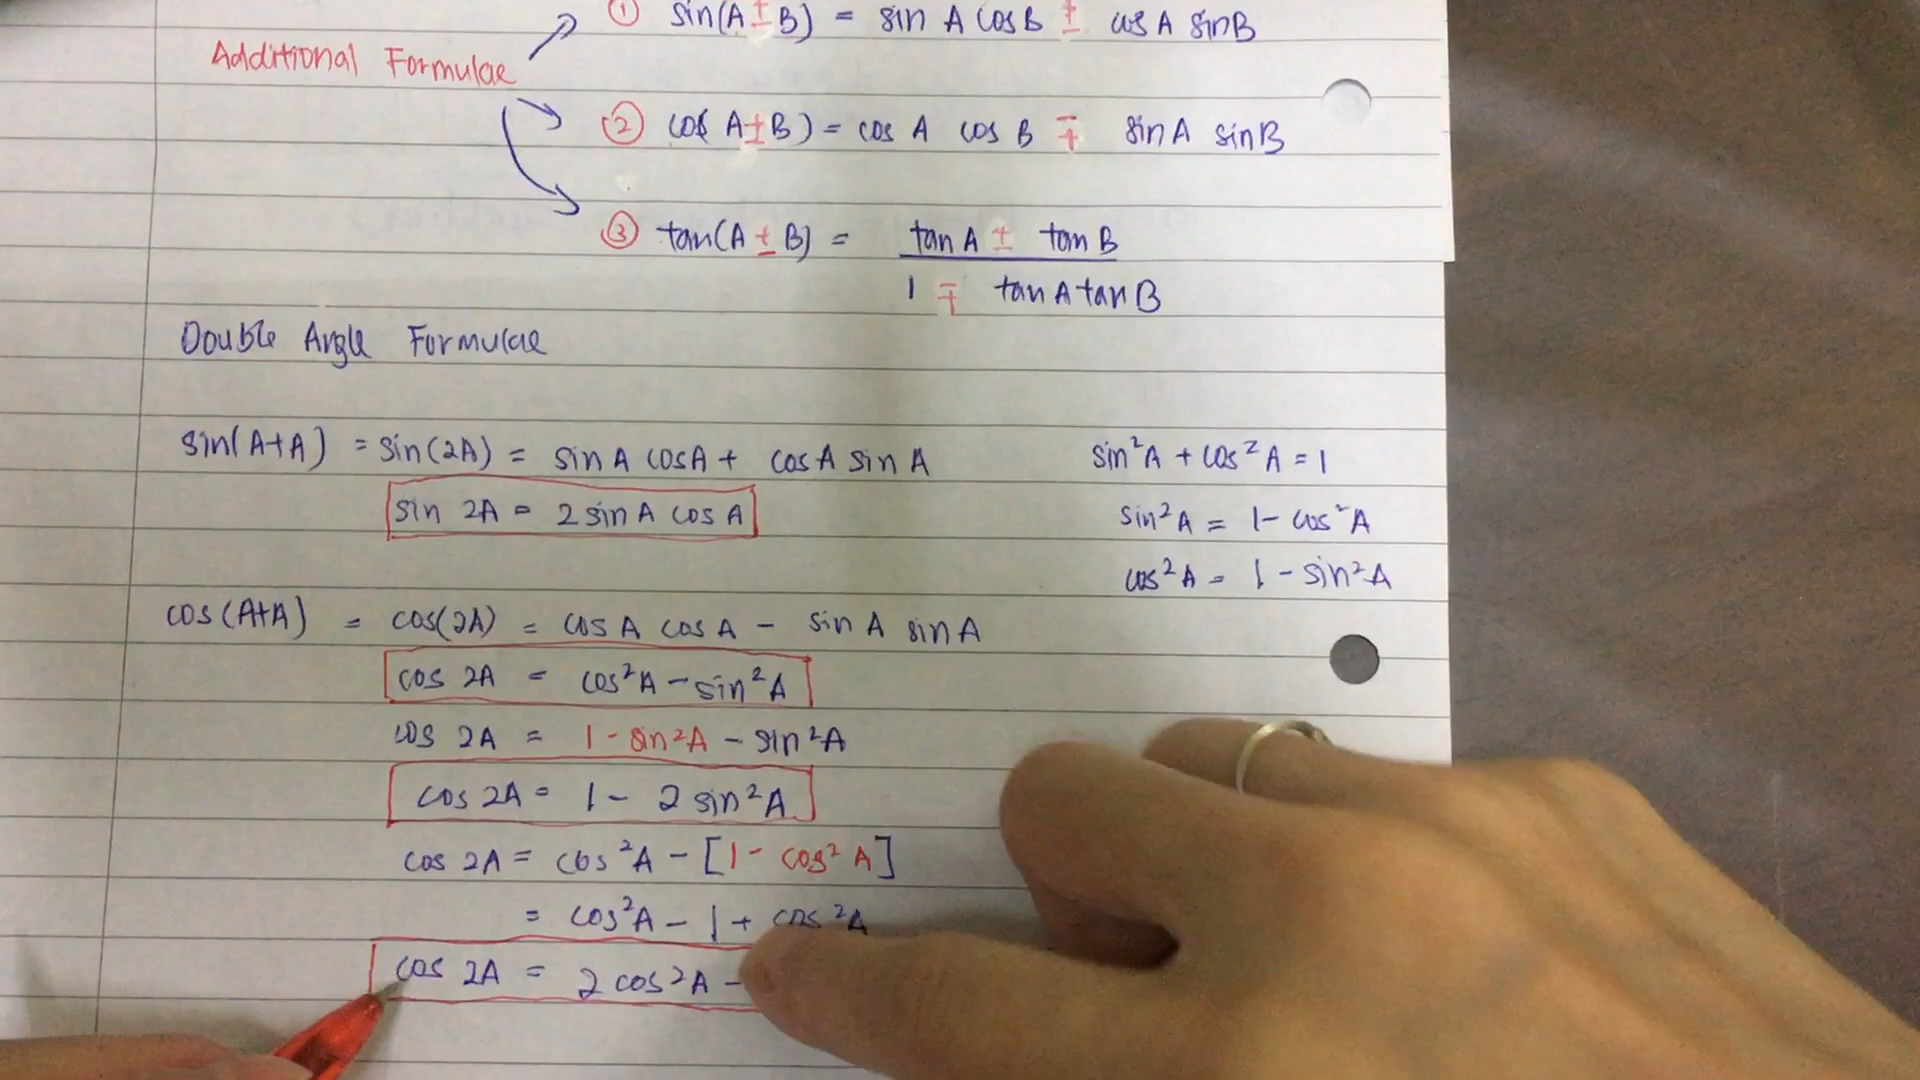 ① sin(A ± B) = sin A cos B ± cos A sin B
Additional Formulae
② cos( A ± B ) = cos A cos B ∓ sin A sin B
③ tan(A ± B) = tan A ± tan B
1 ∓ tan A tan B
Double Angle Formulae
sin(A+A) = sin(2A) = sin A cos A + cos A sin A
sin 2A = 2 sin A cos A
sin²A + cos²A = 1
sin²A = 1 - cos²A
cos²A = 1 - sin²A
cos(A+A) = cos(2A) = cos A cos A - sin A sin A
cos 2A = cos²A - sin²A
cos 2A = 1 - sin²A - sin²A
cos 2A = 1 - 2 sin²A
cos 2A = cos²A - [1 - cos²A]
= cos²A - 1 + cos²A
cos 2A = 2 cos²A -